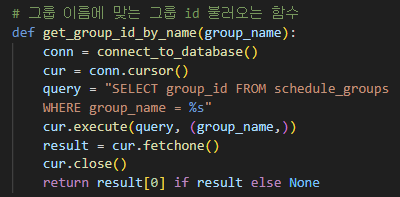 # 그룹 이름에 맞는 그룹 id 불러오는 함수
def get_group_id_by_name(group_name):
    conn = connect_to_database()
    cur = conn.cursor()
    query = "SELECT group_id FROM schedule_groups
    WHERE group_name = %s"
    cur.execute(query, (group_name,))
    result = cur.fetchone()
    cur.close()
    return result[0] if result else None